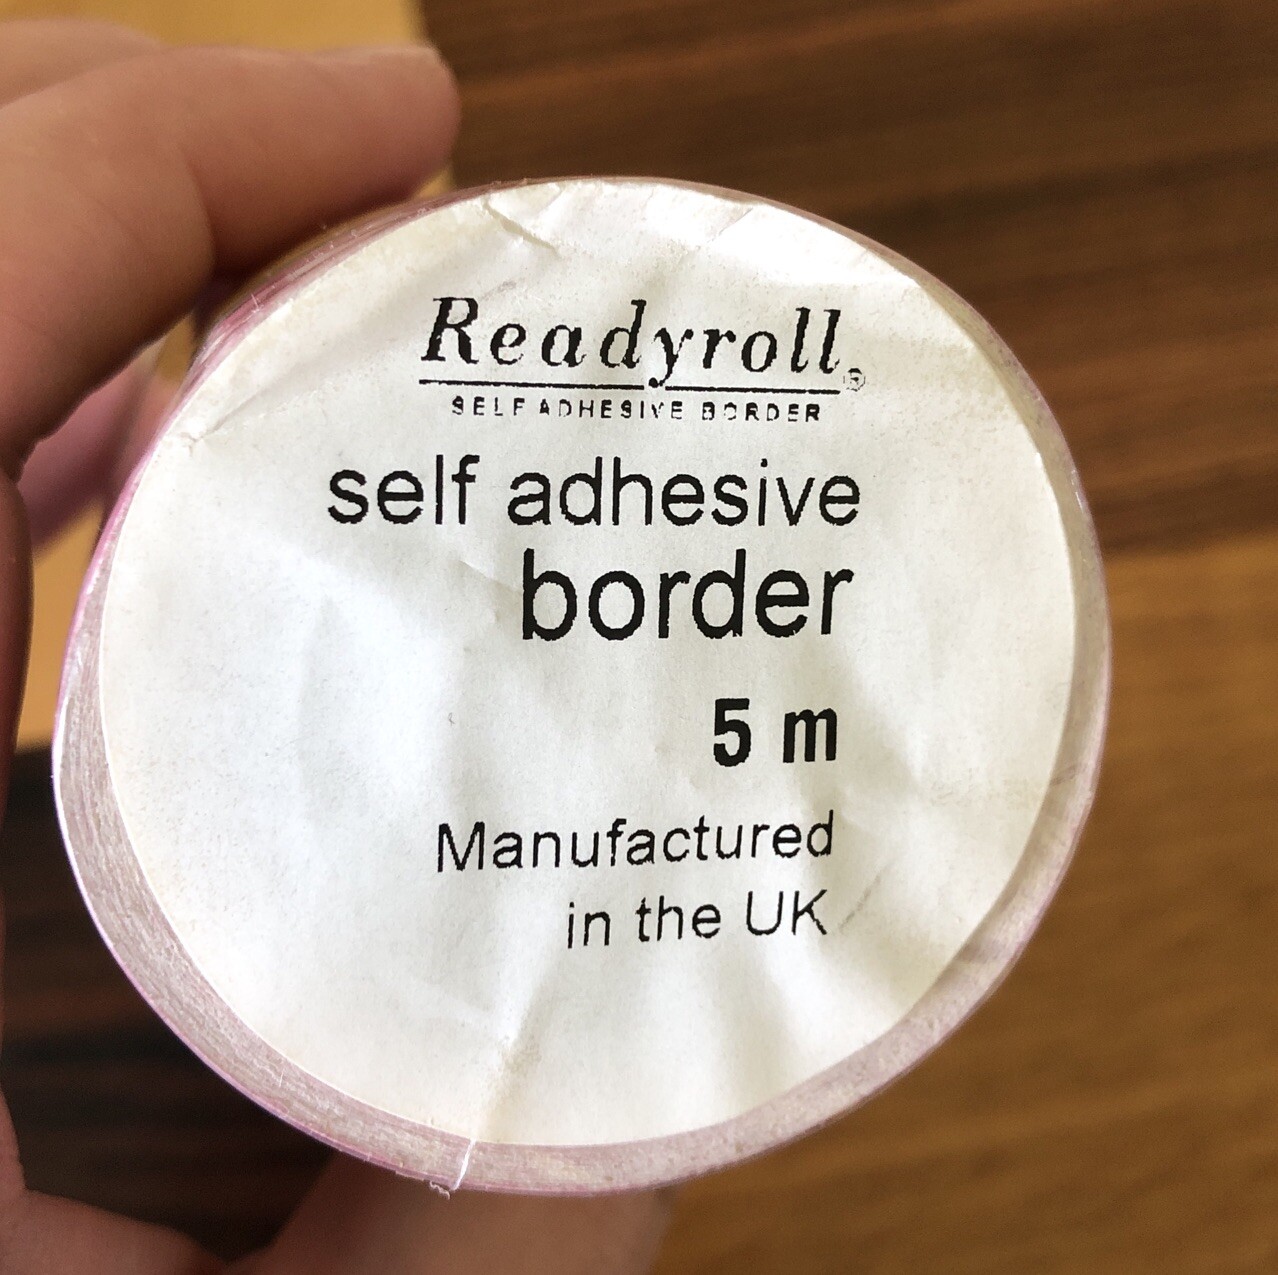 Readyroll®
SELF ADHESIVE BORDER
self adhesive
border
5 m
Manufactured
in the UK